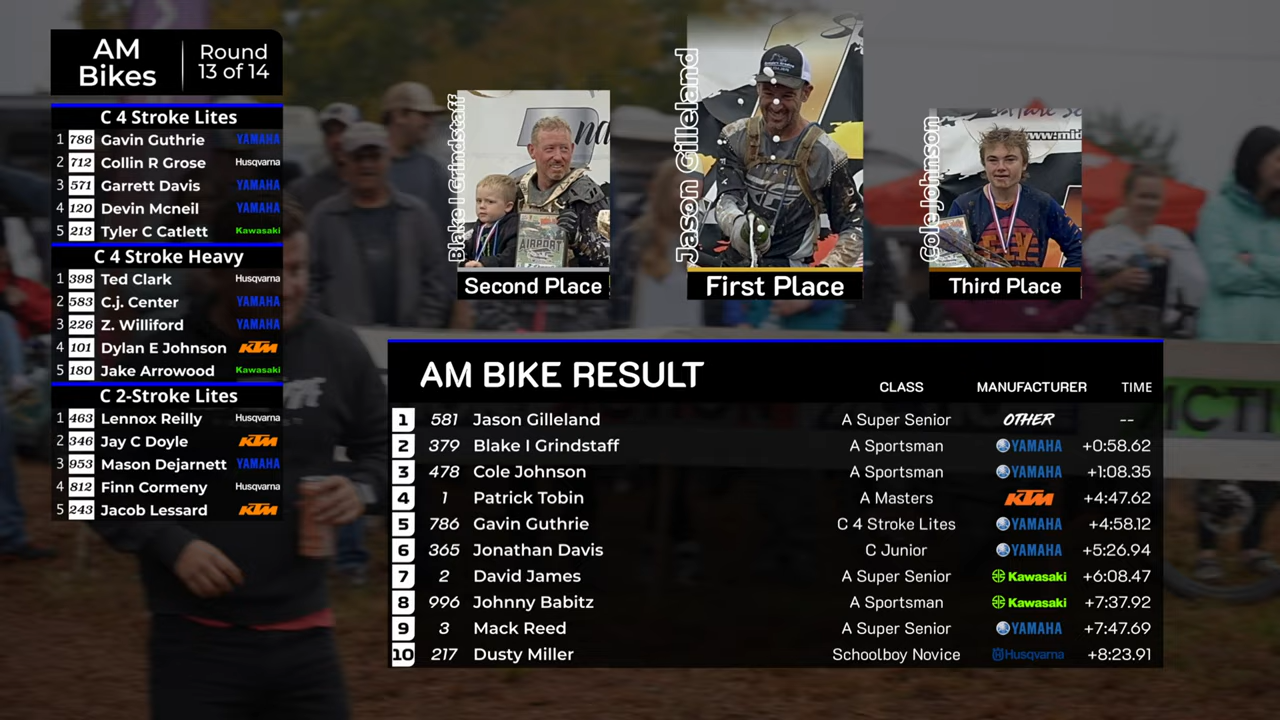 AM Bikes
Round 13 of 14
C 4 Stroke Lites
1 786 Gavin Guthrie YAMAHA
2 712 Collin R Grose Husqvarna
3 571 Garrett Davis YAMAHA
4 120 Devin Mcneil YAMAHA
5 213 Tyler C Catlett Kawasaki
C 4 Stroke Heavy
1 398 Ted Clark Husqvarna
2 583 C.j. Center YAMAHA
3 226 Z. Williford YAMAHA
4 101 Dylan E Johnson KTM
5 180 Jake Arrowood Kawasaki
C 2-Stroke Lites
1 463 Lennox Reilly Husqvarna
2 346 Jay C Doyle KTM
3 953 Mason Dejarnett YAMAHA
4 812 Finn Cormeny Husqvarna
5 243 Jacob Lessard KTM
Blake I Grindstaff
AIRPORT
Second Place
Jason Gilleland
First Place
Cole Johnson
www.mid
Third Place
AM BIKE RESULT
CLASS MANUFACTURER TIME
1 581 Jason Gilleland A Super Senior OTHER --
2 379 Blake I Grindstaff A Sportsman YAMAHA +0:58.62
3 478 Cole Johnson A Sportsman YAMAHA +1:08.35
4 1 Patrick Tobin A Masters KTM +4:47.62
5 786 Gavin Guthrie C 4 Stroke Lites YAMAHA +4:58.12
6 365 Jonathan Davis C Junior YAMAHA +5:26.94
7 2 David James A Super Senior Kawasaki +6:08.47
8 996 Johnny Babitz A Sportsman Kawasaki +7:37.92
9 3 Mack Reed A Super Senior YAMAHA +7:47.69
10 217 Dusty Miller Schoolboy Novice Husqvarna +8:23.91